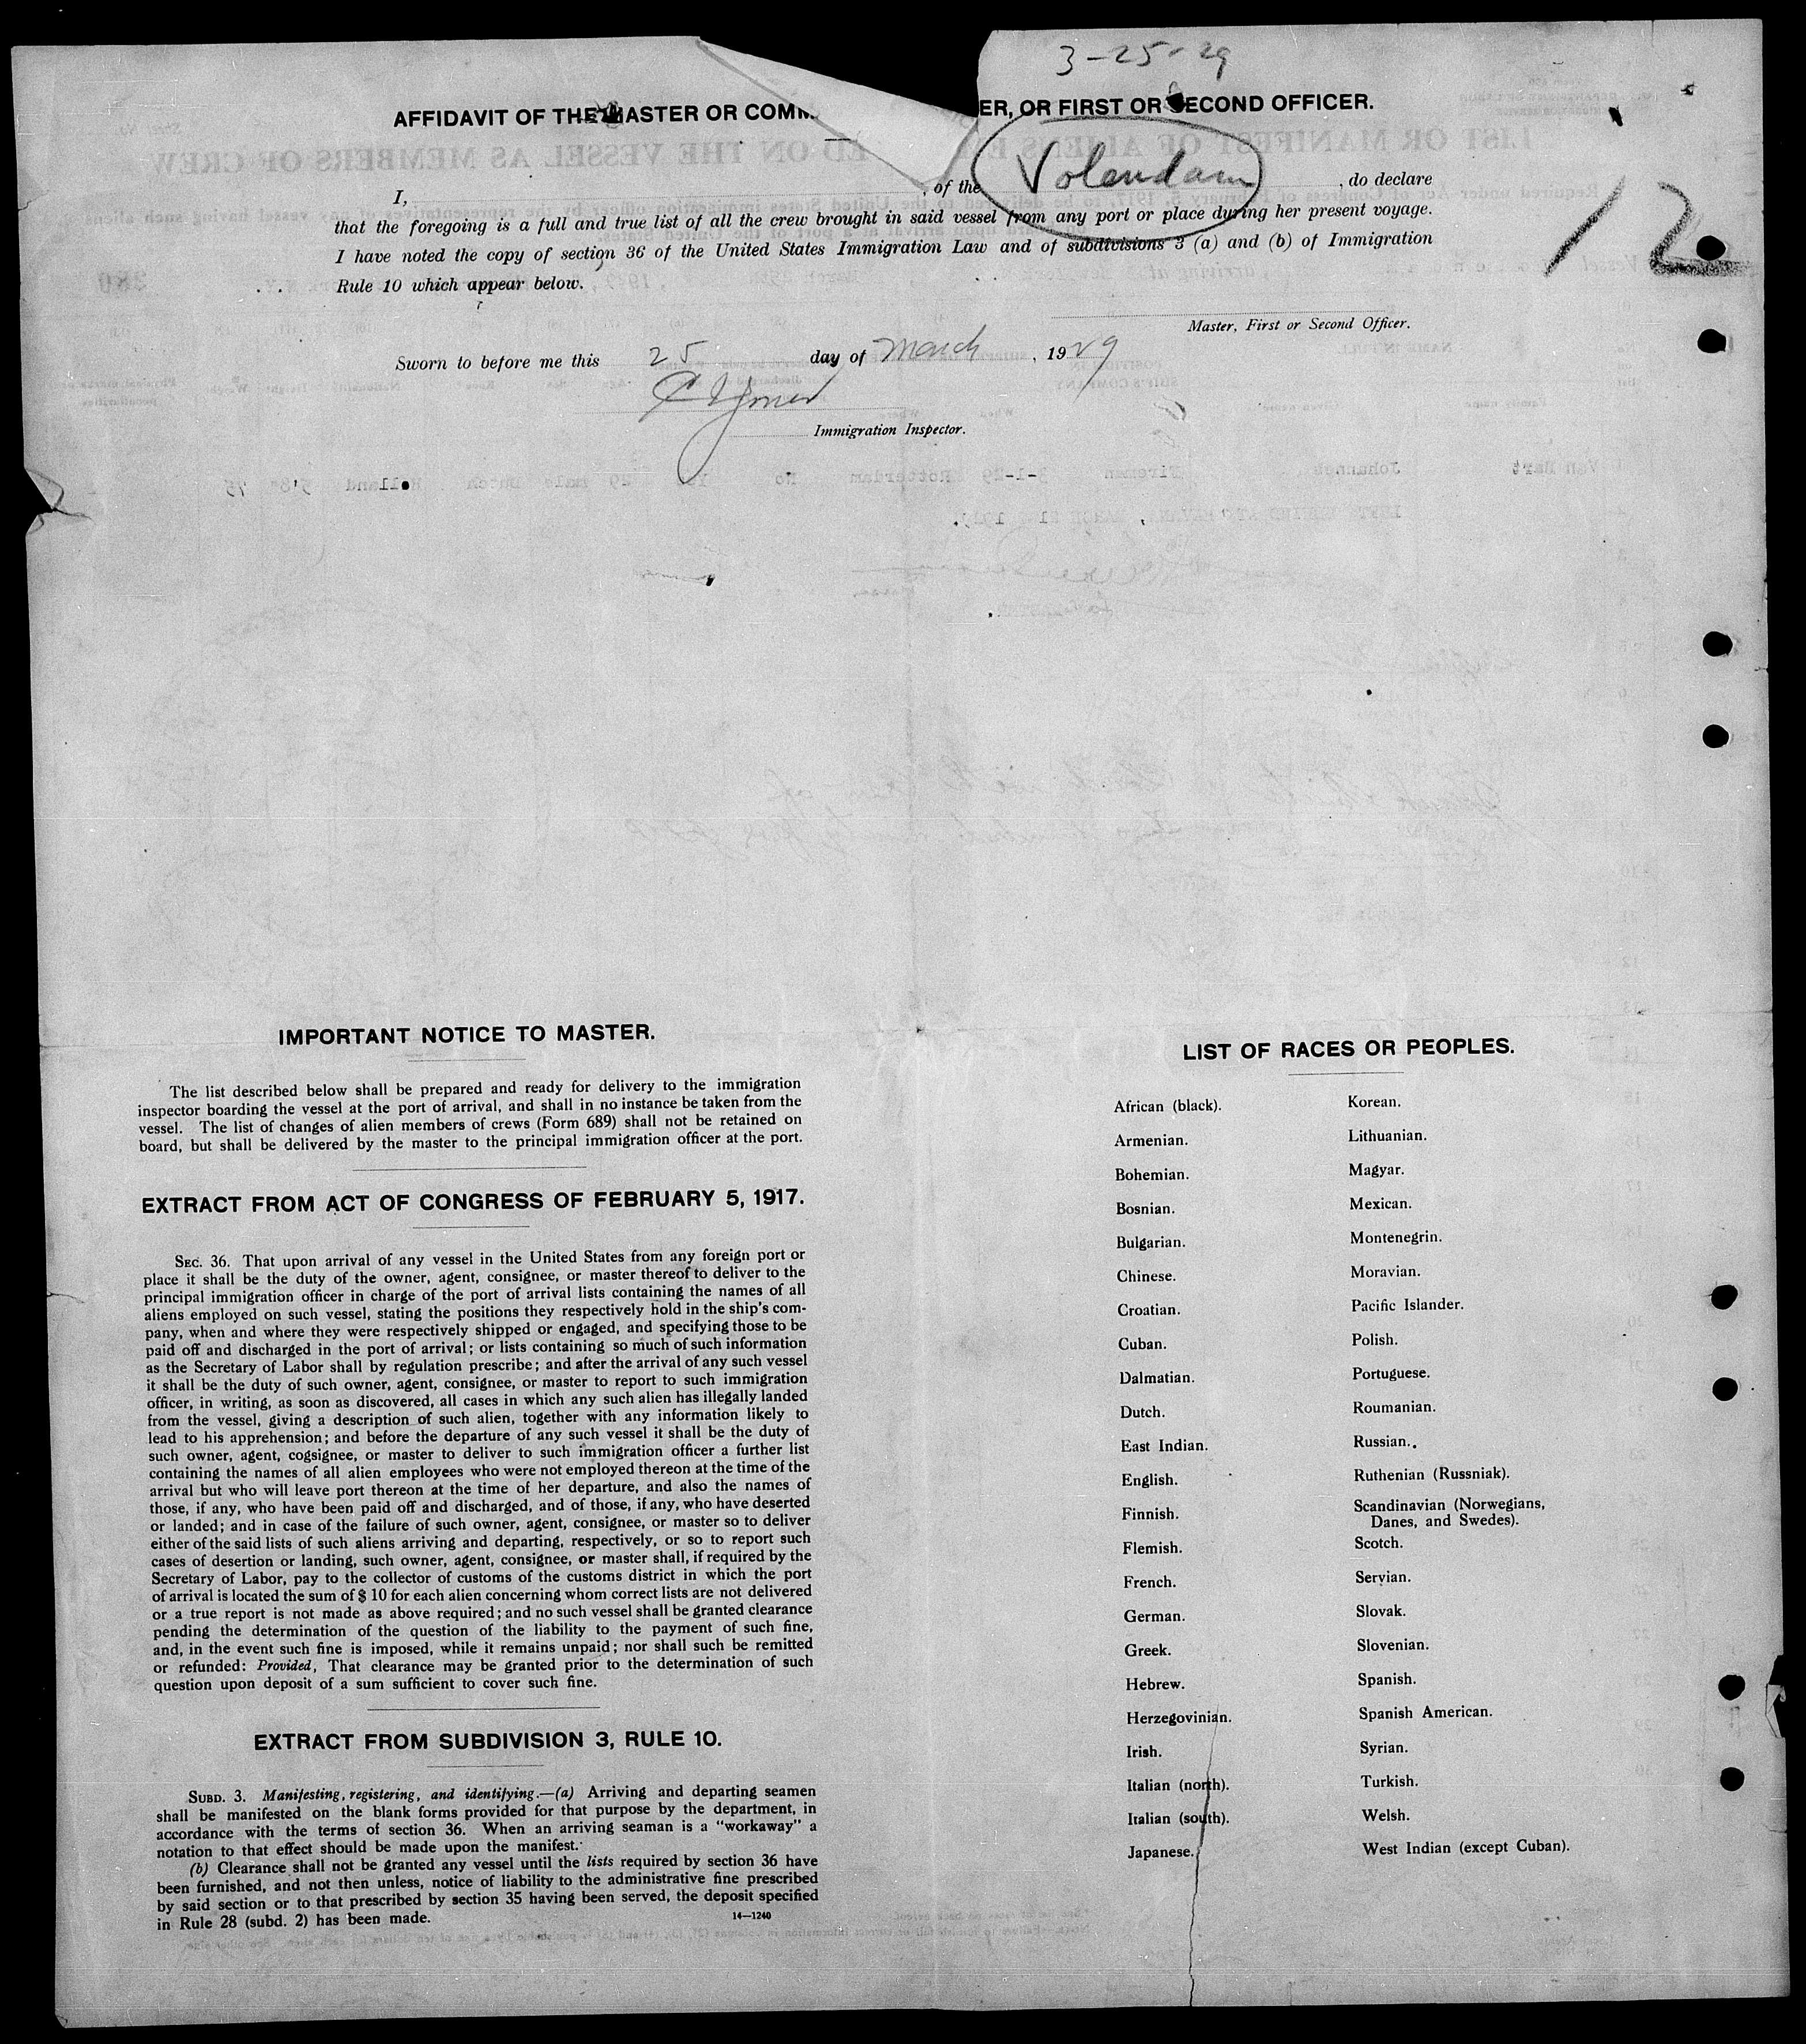 3-25-29
AFFIDAVIT OF THE MASTER OR COMM ER, OR FIRST OR SECOND OFFICER.
I, , of the Volendam , do declare
that the foregoing is a full and true list of all the crew brought in said vessel from any port or place during her present voyage.
I have noted the copy of section 36 of the United States Immigration Law and of subdivisions 3 (a) and (b) of Immigration
Rule 10 which appear below.
12
Master, First or Second Officer.
Sworn to before me this 25 day of March , 1929
Immigration Inspector.
IMPORTANT NOTICE TO MASTER.
The list described below shall be prepared and ready for delivery to the immigration
inspector boarding the vessel at the port of arrival, and shall in no instance be taken from the
vessel. The list of changes of alien members of crews (Form 689) shall not be retained on
board, but shall be delivered by the master to the principal immigration officer at the port.
EXTRACT FROM ACT OF CONGRESS OF FEBRUARY 5, 1917.
SEC. 36. That upon arrival of any vessel in the United States from any foreign port or
place it shall be the duty of the owner, agent, consignee, or master thereof to deliver to the
principal immigration officer in charge of the port of arrival lists containing the names of all
aliens employed on such vessel, stating the positions they respectively hold in the ship's com-
pany, when and where they were respectively shipped or engaged, and specifying those to be
paid off and discharged in the port of arrival; or lists containing so much of such information
as the Secretary of Labor shall by regulation prescribe; and after the arrival of any such vessel
it shall be the duty of such owner, agent, consignee, or master to report to such immigration
officer, in writing, as soon as discovered, all cases in which any such alien has illegally landed
from the vessel, giving a description of such alien, together with any information likely to
lead to his apprehension; and before the departure of any such vessel it shall be the duty of
such owner, agent, cogsignee, or master to deliver to such immigration officer a further list
containing the names of all alien employees who were not employed thereon at the time of the
arrival but who will leave port thereon at the time of her departure, and also the names of
those, if any, who have been paid off and discharged, and of those, if any, who have deserted
or landed; and in case of the failure of such owner, agent, consignee, or master so to deliver
either of the said lists of such aliens arriving and departing, respectively, or so to report such
cases of desertion or landing, such owner, agent, consignee, or master shall, if required by the
Secretary of Labor, pay to the collector of customs of the customs district in which the port
of arrival is located the sum of $ 10 for each alien concerning whom correct lists are not delivered
or a true report is not made as above required; and no such vessel shall be granted clearance
pending the determination of the question of the liability to the payment of such fine,
and, in the event such fine is imposed, while it remains unpaid; nor shall such be remitted
or refunded: Provided, That clearance may be granted prior to the determination of such
question upon deposit of a sum sufficient to cover such fine.
EXTRACT FROM SUBDIVISION 3, RULE 10.
SUBD. 3. Manifesting, registering, and identifying.—(a) Arriving and departing seamen
shall be manifested on the blank forms provided for that purpose by the department, in
accordance with the terms of section 36. When an arriving seaman is a "workaway" a
notation to that effect should be made upon the manifest.
(b) Clearance shall not be granted any vessel until the lists required by section 36 have
been furnished, and not then unless, notice of liability to the administrative fine prescribed
by said section or to that prescribed by section 35 having been served, the deposit specified
in Rule 28 (subd. 2) has been made.
14—1240
LIST OF RACES OR PEOPLES.
African (black).
Armenian.
Bohemian.
Bosnian.
Bulgarian.
Chinese.
Croatian.
Cuban.
Dalmatian.
Dutch.
East Indian.
English.
Finnish.
Flemish.
French.
German.
Greek.
Hebrew.
Herzegovinian.
Irish.
Italian (north).
Italian (south).
Japanese.
Korean.
Lithuanian.
Magyar.
Mexican.
Montenegrin.
Moravian.
Pacific Islander.
Polish.
Portuguese.
Roumanian.
Russian.
Ruthenian (Russniak).
Scandinavian (Norwegians,
Danes, and Swedes).
Scotch.
Servian.
Slovak.
Slovenian.
Spanish.
Spanish American.
Syrian.
Turkish.
Welsh.
West Indian (except Cuban).